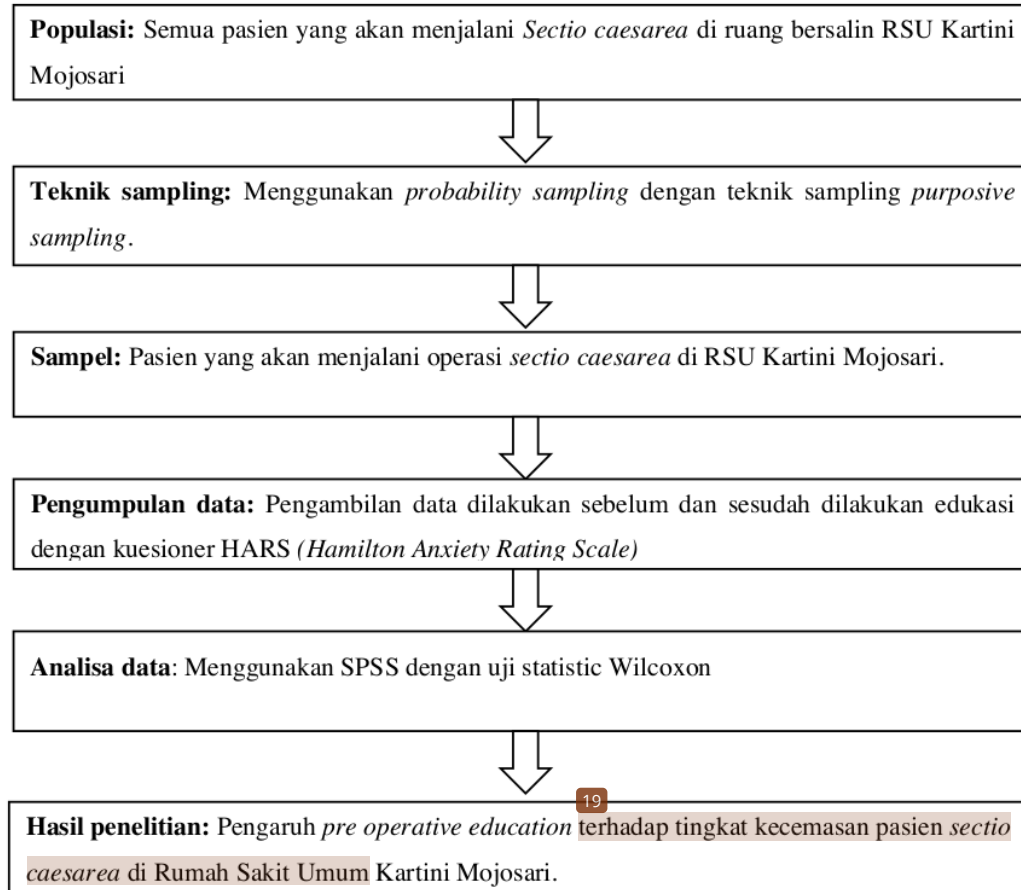 Populasi: Semua pasien yang akan menjalani Sectio caesarea di ruang bersalin RSU Kartini
Mojosari
Teknik sampling: Menggunakan probability sampling dengan teknik sampling purposive
sampling.
Sampel: Pasien yang akan menjalani operasi sectio caesarea di RSU Kartini Mojosari.
Pengumpulan data: Pengambilan data dilakukan sebelum dan sesudah dilakukan edukasi
dengan kuesioner HARS (Hamilton Anxiety Rating Scale)
Analisa data: Menggunakan SPSS dengan uji statistic Wilcoxon
19
Hasil penelitian: Pengaruh pre operative education terhadap tingkat kecemasan pasien sectio
caesarea di Rumah Sakit Umum Kartini Mojosari.